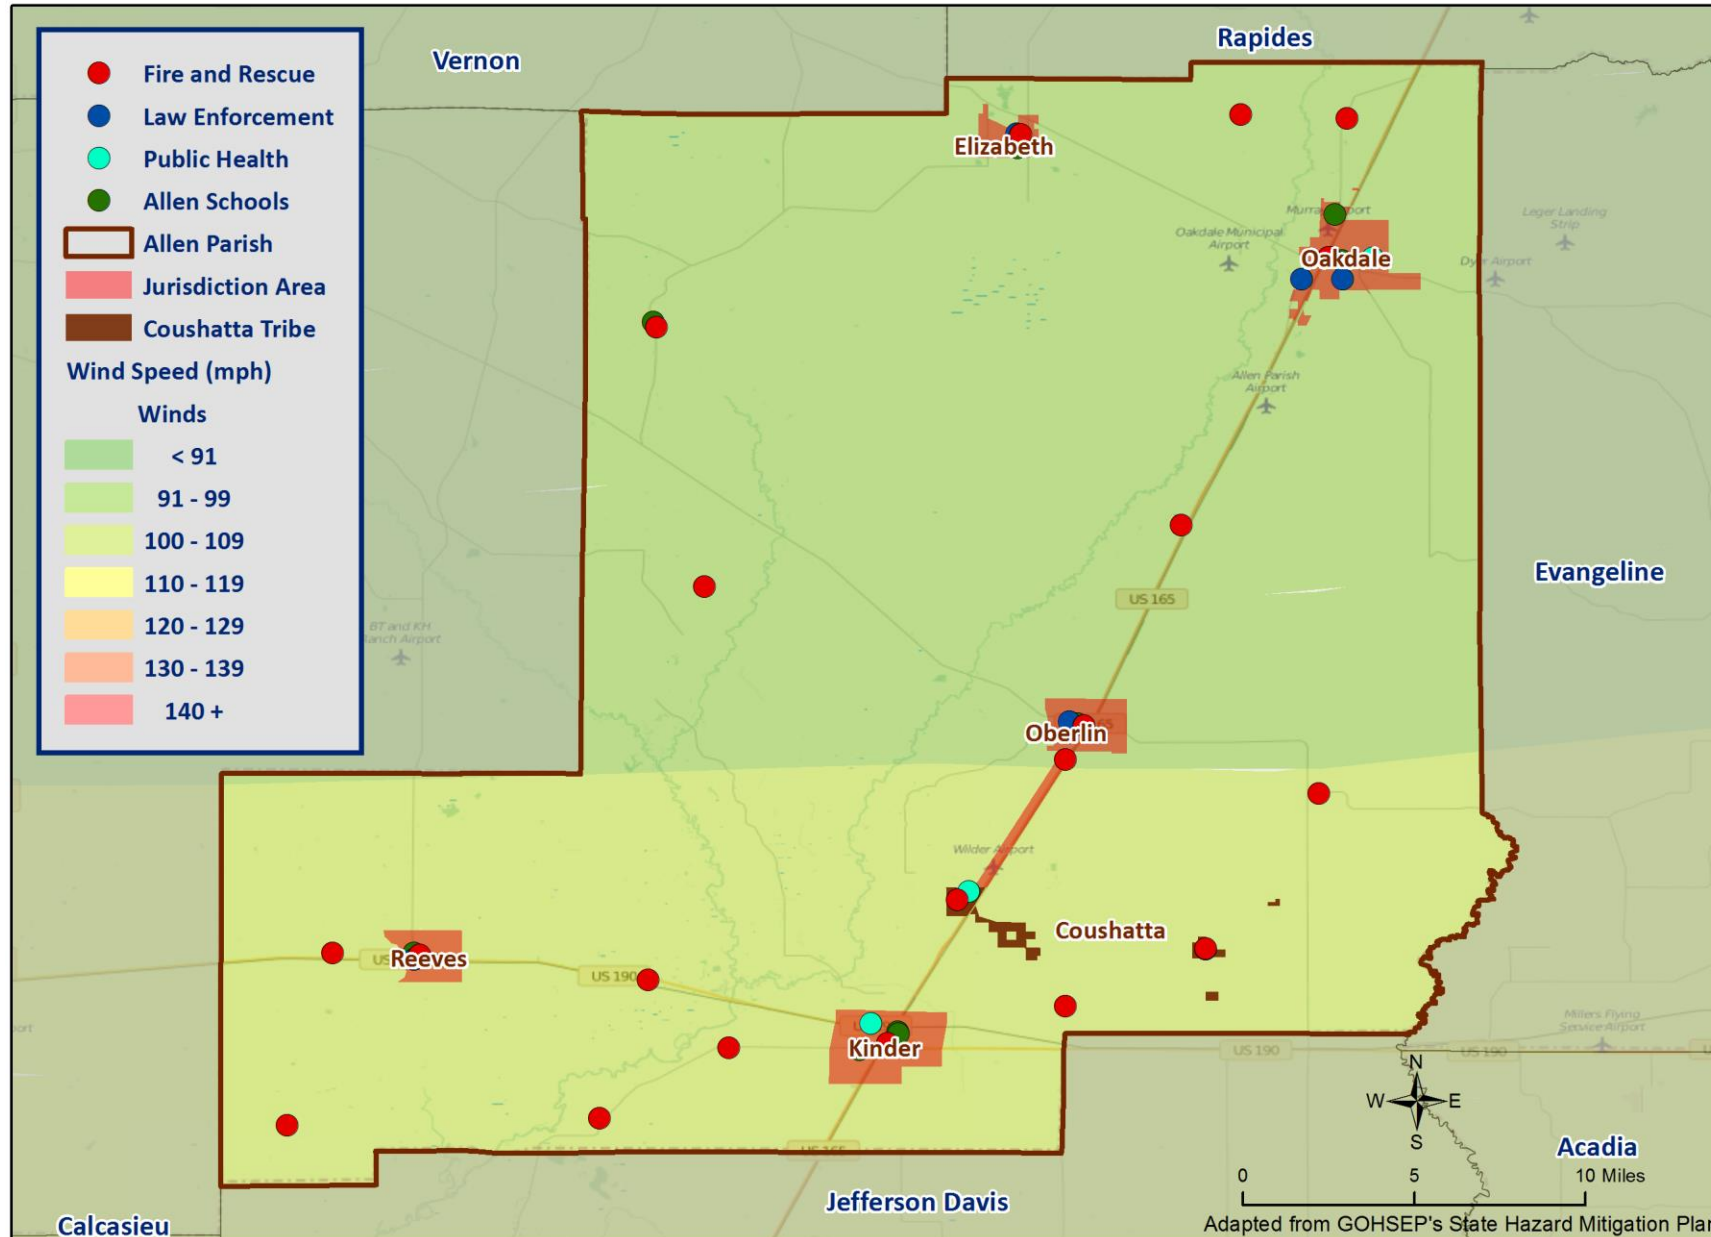 Fire and Rescue
Law Enforcement
Public Health
Allen Schools
Allen Parish
Jurisdiction Area
Coushatta Tribe
Wind Speed (mph)
Winds
< 91
91 - 99
100 - 109
110 - 119
120 - 129
130 - 139
140 +
Vernon
Rapides
Elizabeth
Oakdale Municipal
Airport
Leger Landing
Strip
Oakdale
Dyer Airport
Allen Parish
Airport
US 165
Evangeline
BT and KH
Ranch Airport
Oberlin
Wilder Airport
Coushatta
Reeves
US 190
Kinder
Millers Flying
Service Airport
US 190
US 190
US 165
N
W E
S
Acadia
0 5 10 Miles
Jefferson Davis
Calcasieu
Adapted from GOHSEP's State Hazard Mitigation Plan